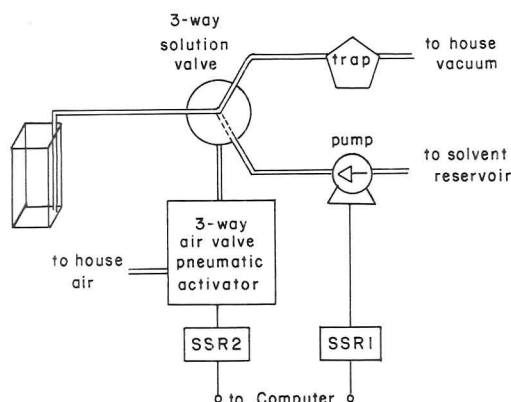 3-way
solution
valve
trap
to house
vacuum
pump
to solvent
reservoir
3-way
air valve
pneumatic
activator
to house
air
SSR2
SSR1
to Computer